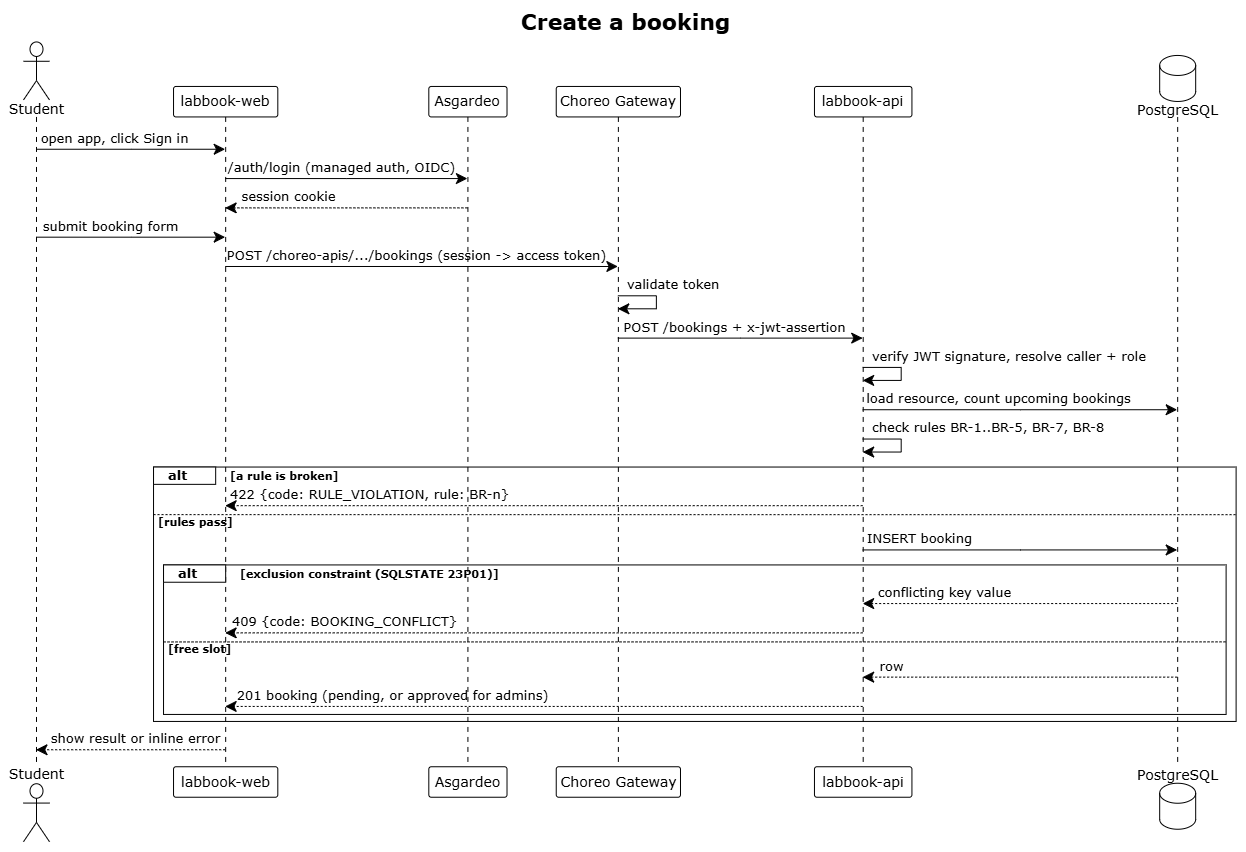 Create a booking
Student
labbook-web
Asgardeo
Choreo Gateway
labbook-api
PostgreSQL
open app, click Sign in
/auth/login (managed auth, OIDC)
session cookie
submit booking form
POST /choreo-apis/.../bookings (session -> access token)
validate token
POST /bookings + x-jwt-assertion
verify JWT signature, resolve caller + role
load resource, count upcoming bookings
check rules BR-1..BR-5, BR-7, BR-8
alt [a rule is broken]
422 {code: RULE_VIOLATION, rule: BR-n}
[rules pass]
INSERT booking
alt [exclusion constraint (SQLSTATE 23P01)]
conflicting key value
409 {code: BOOKING_CONFLICT}
[free slot]
row
201 booking (pending, or approved for admins)
show result or inline error
Student
labbook-web
Asgardeo
Choreo Gateway
labbook-api
PostgreSQL